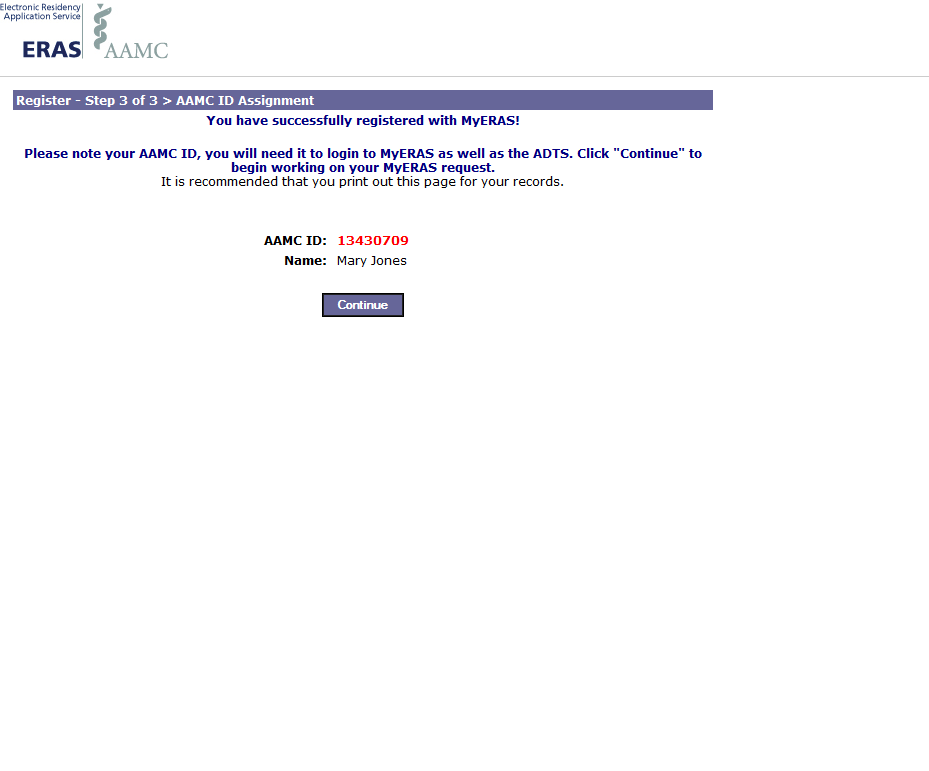 Electronic Residency
Application Service
ERAS
AAMC
Register - Step 3 of 3 > AAMC ID Assignment
You have successfully registered with MyERAS!
Please note your AAMC ID, you will need it to login to MyERAS as well as the ADTS. Click "Continue" to
begin working on your MyERAS request.
It is recommended that you print out this page for your records.
AAMC ID: 13430709
Name: Mary Jones
Continue